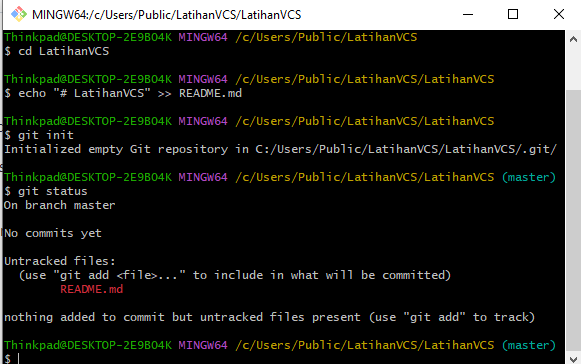 MINGW64:/c/Users/Public/LatihanVCS/LatihanVCS
Thinkpad@DESKTOP-2E9BO4K MINGW64 /c/Users/Public/LatihanVCS
$ cd LatihanVCS
Thinkpad@DESKTOP-2E9BO4K MINGW64 /c/Users/Public/LatihanVCS/LatihanVCS
$ echo "# LatihanVCS" >> README.md
Thinkpad@DESKTOP-2E9BO4K MINGW64 /c/Users/Public/LatihanVCS/LatihanVCS
$ git init
Initialized empty Git repository in C:/Users/Public/LatihanVCS/LatihanVCS/.git/
Thinkpad@DESKTOP-2E9BO4K MINGW64 /c/Users/Public/LatihanVCS/LatihanVCS (master)
$ git status
On branch master
No commits yet
Untracked files:
(use "git add <file>..." to include in what will be committed)
README.md
nothing added to commit but untracked files present (use "git add" to track)
Thinkpad@DESKTOP-2E9BO4K MINGW64 /c/Users/Public/LatihanVCS/LatihanVCS (master)
$